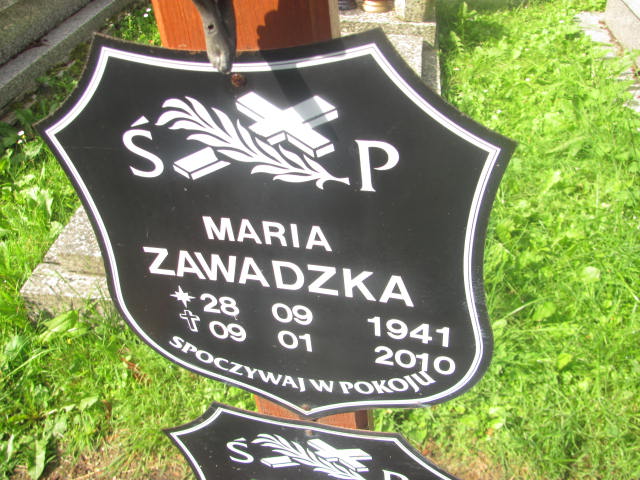 Ś P
MARIA
ZAWADZKA
28 09 1941
09 01 2010
SPOCZYWAJ W POKOJU
Ś P